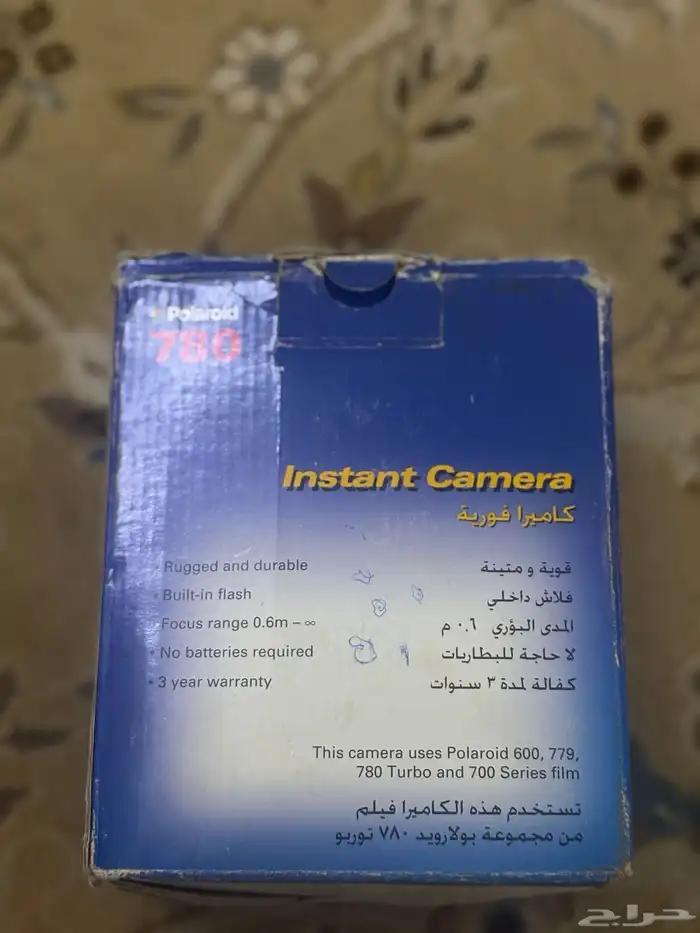 Polaroid
780
Instant Camera
كاميرا فورية
• Rugged and durable
قوية و متينة
• Built-in flash
فلاش داخلي
• Focus range 0.6m – ∞
المدى البؤري ٠.٦ م
• No batteries required
لا حاجة للبطاريات
• 3 year warranty
كفالة لمدة ٣ سنوات
This camera uses Polaroid 600, 779,
780 Turbo and 700 Series film
تستخدم هذه الكاميرا فيلم
من مجموعة بولارويد ٧٨٠ توربو
حراج